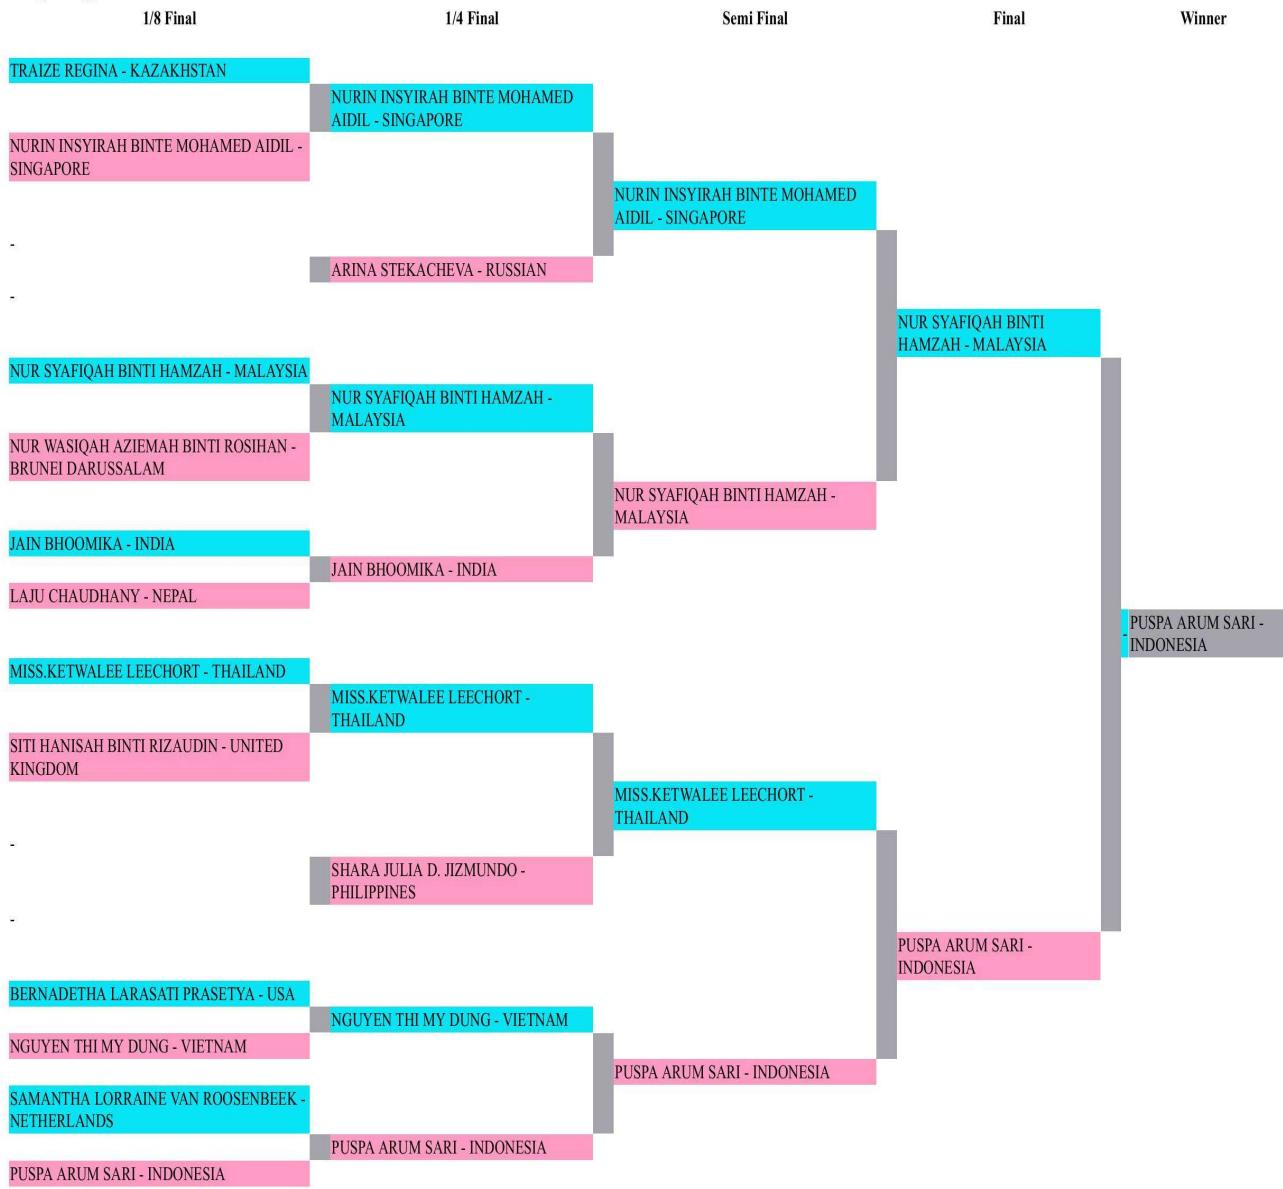 1/8 Final
1/4 Final
Semi Final
Final
Winner
TRAIZE REGINA - KAZAKHSTAN
NURIN INSYIRAH BINTE MOHAMED AIDIL -
SINGAPORE
-
-
NUR SYAFIQAH BINTI HAMZAH - MALAYSIA
NUR WASIQAH AZIEMAH BINTI ROSIHAN -
BRUNEI DARUSSALAM
JAIN BHOOMIKA - INDIA
LAJU CHAUDHANY - NEPAL
MISS.KETWALEE LEECHORT - THAILAND
SITI HANISAH BINTI RIZAUDIN - UNITED
KINGDOM
-
-
BERNADETHA LARASATI PRASETYA - USA
NGUYEN THI MY DUNG - VIETNAM
SAMANTHA LORRAINE VAN ROOSENBEEK -
NETHERLANDS
PUSPA ARUM SARI - INDONESIA
NURIN INSYIRAH BINTE MOHAMED
AIDIL - SINGAPORE
ARINA STEKACHEVA - RUSSIAN
NUR SYAFIQAH BINTI HAMZAH -
MALAYSIA
JAIN BHOOMIKA - INDIA
MISS.KETWALEE LEECHORT -
THAILAND
SHARA JULIA D. JIZMUNDO -
PHILIPPINES
NGUYEN THI MY DUNG - VIETNAM
PUSPA ARUM SARI - INDONESIA
NURIN INSYIRAH BINTE MOHAMED
AIDIL - SINGAPORE
NUR SYAFIQAH BINTI HAMZAH -
MALAYSIA
MISS.KETWALEE LEECHORT -
THAILAND
PUSPA ARUM SARI - INDONESIA
NUR SYAFIQAH BINTI
HAMZAH - MALAYSIA
PUSPA ARUM SARI -
INDONESIA
-
PUSPA ARUM SARI -
INDONESIA